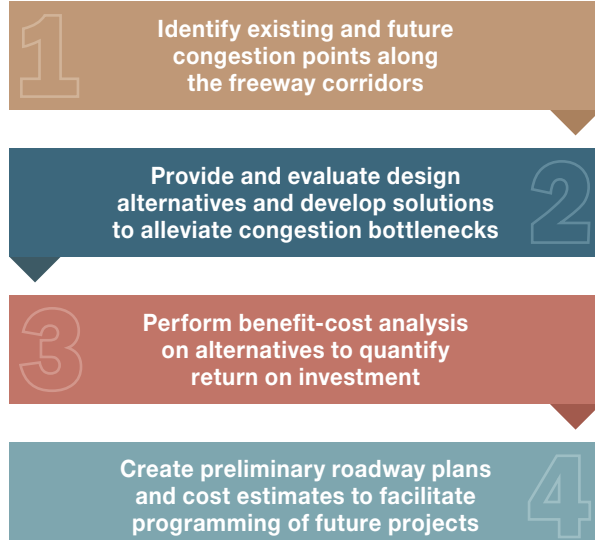 1
Identify existing and future
congestion points along
the freeway corridors
Provide and evaluate design
alternatives and develop solutions
to alleviate congestion bottlenecks
2
3
Perform benefit-cost analysis
on alternatives to quantify
return on investment
Create preliminary roadway plans
and cost estimates to facilitate
programming of future projects
4